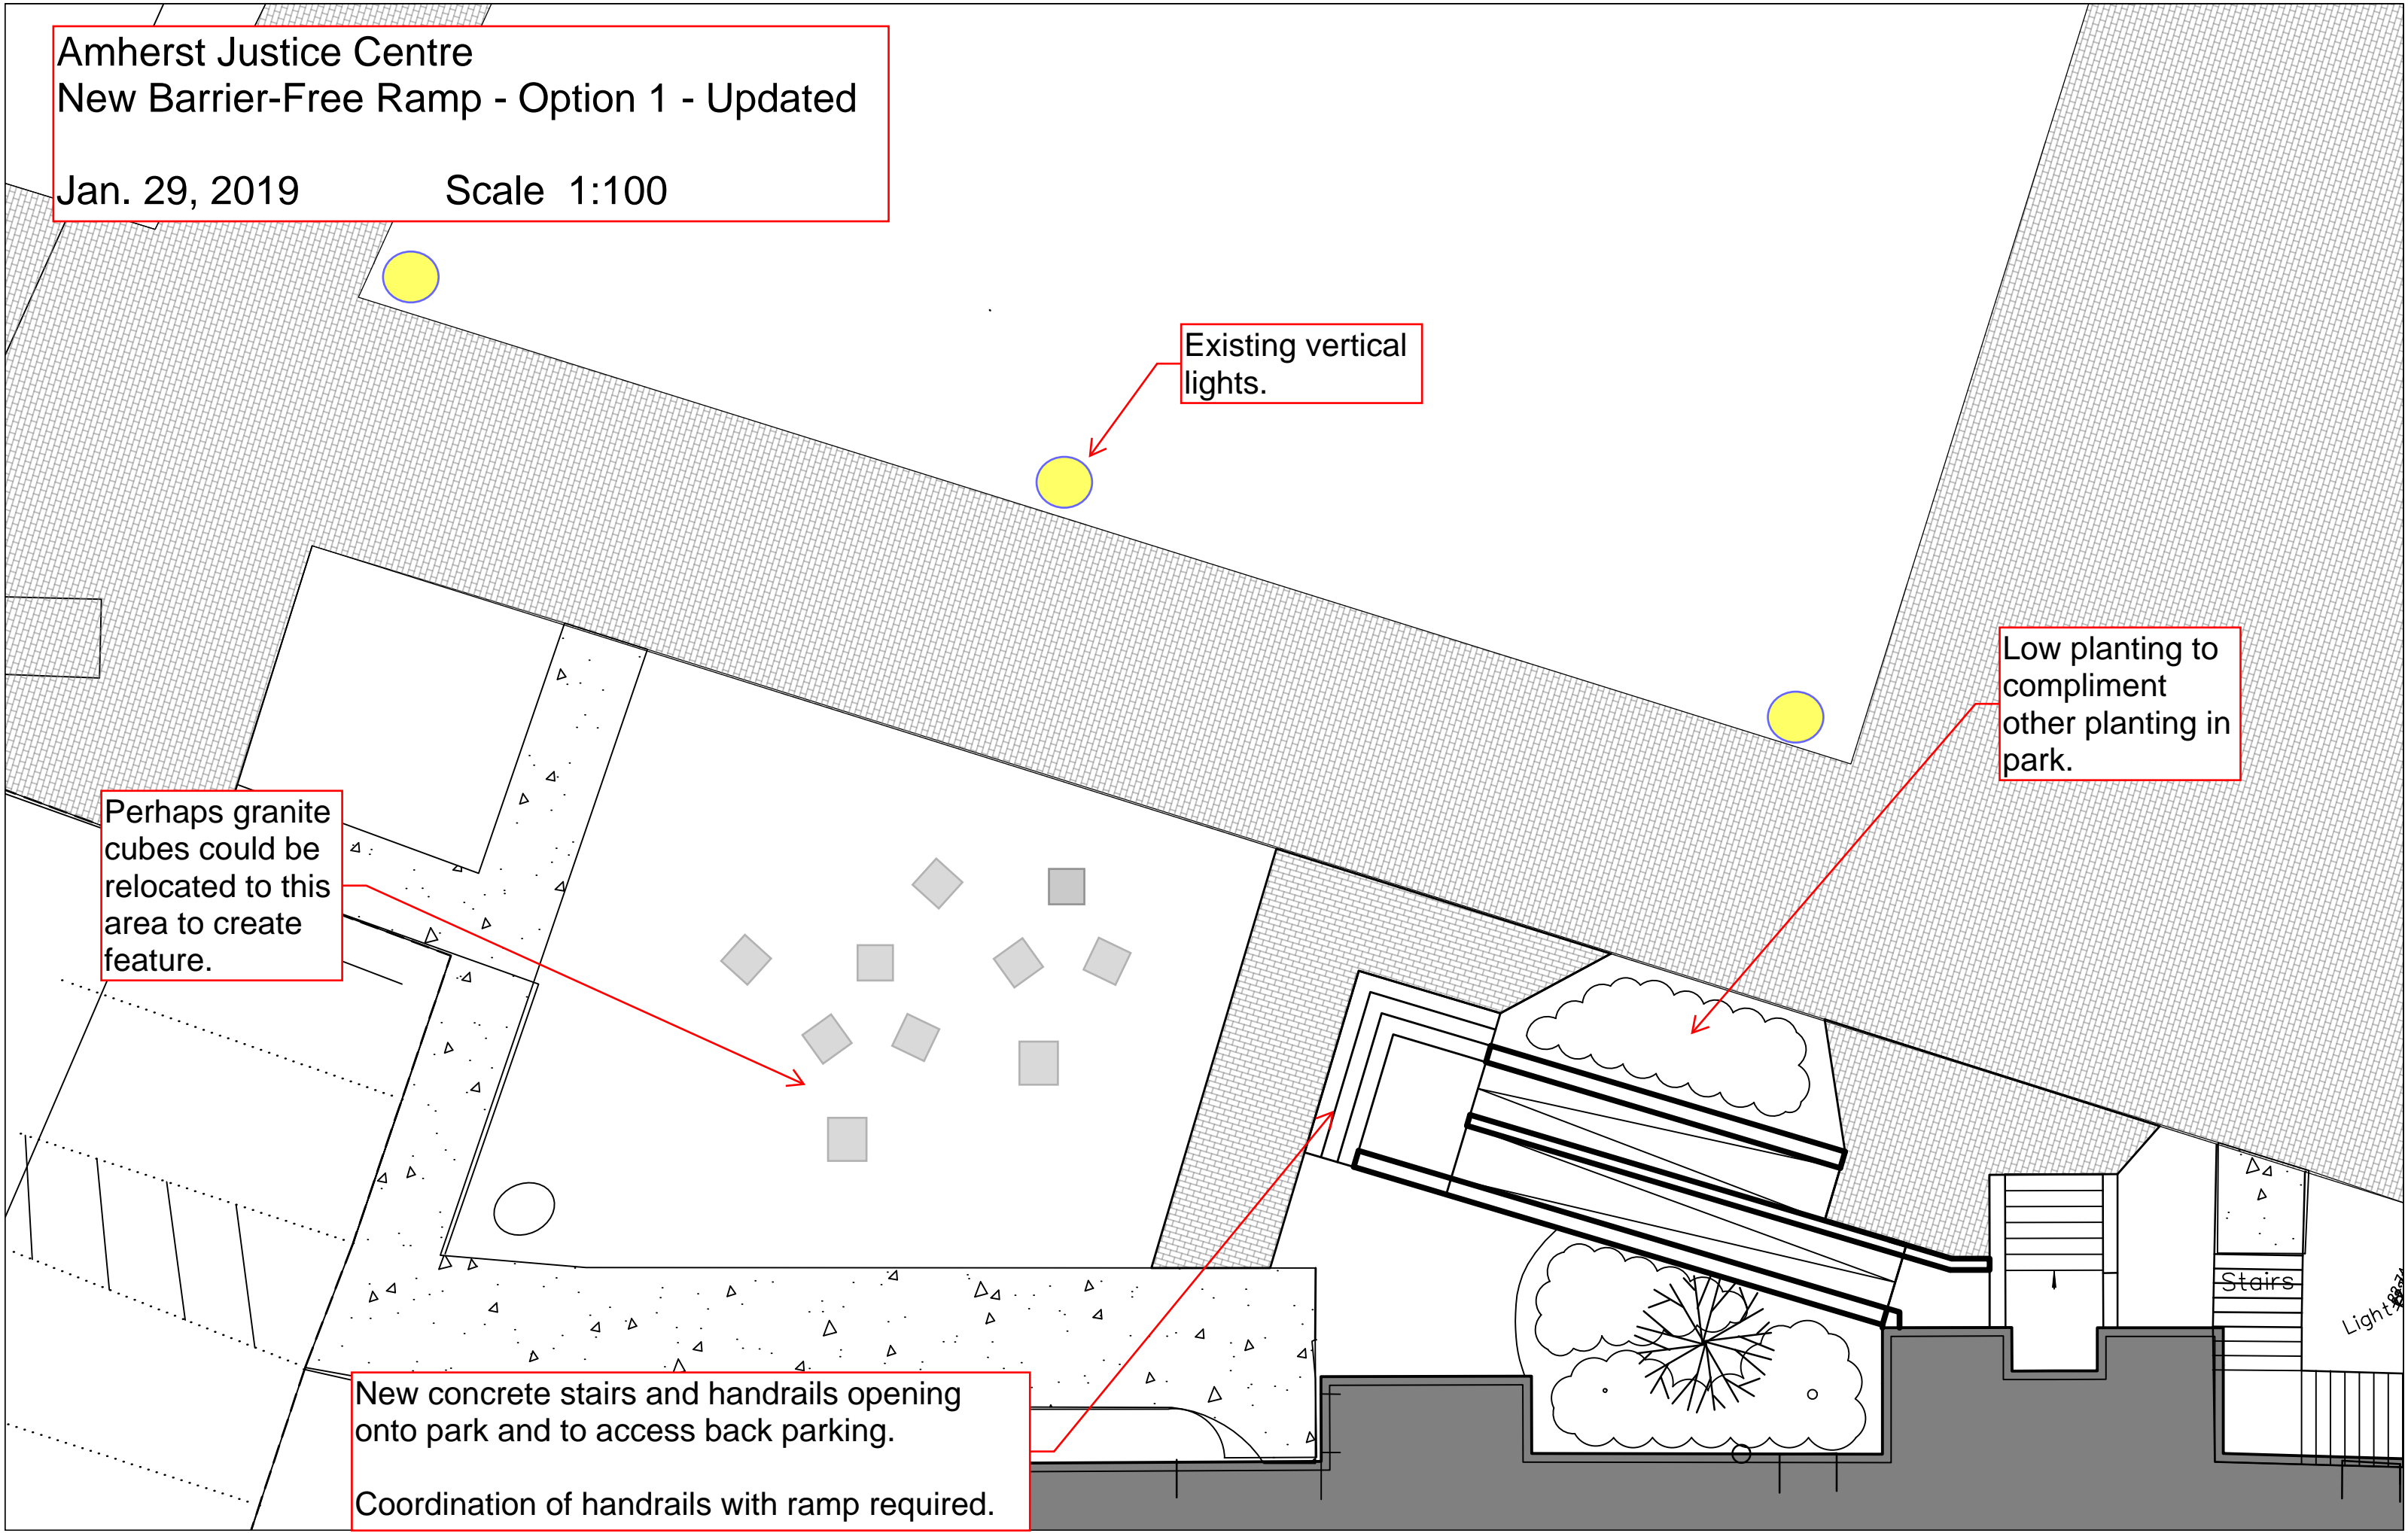 Amherst Justice Centre
New Barrier-Free Ramp - Option 1 - Updated
Jan. 29, 2019 Scale 1:100
Existing vertical
lights.
Low planting to
compliment
other planting in
park.
Perhaps granite
cubes could be
relocated to this
area to create
feature.
Stairs
Light
New concrete stairs and handrails opening
onto park and to access back parking.
Coordination of handrails with ramp required.